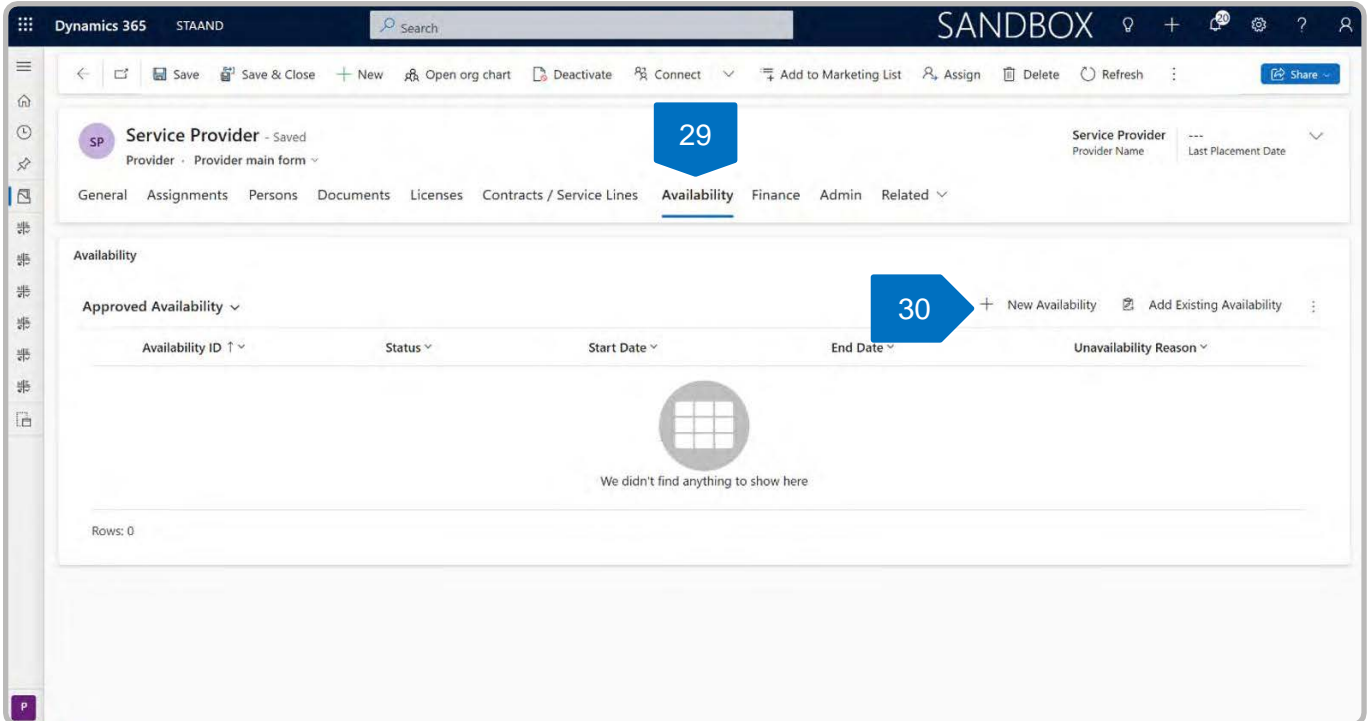 Dynamics 365 STAAND Search SANDBOX 20 ?
Save Save & Close New Open org chart Deactivate Connect Add to Marketing List Assign Delete Refresh Share
SP Service Provider - Saved
Provider · Provider main form
29
Service Provider
Provider Name
---
Last Placement Date
General Assignments Persons Documents Licenses Contracts / Service Lines Availability Finance Admin Related
Availability
Approved Availability
30
+ New Availability Add Existing Availability
Availability ID ↑ Status Start Date End Date Unavailability Reason
We didn't find anything to show here
Rows: 0
P